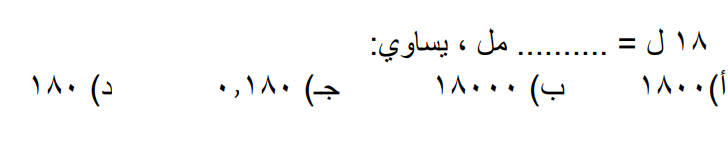 ١٨ ل = .......... مل ، يساوي:
أ) ١٨٠٠ ب) ١٨٠٠٠ جـ) ٠,١٨٠ د) ١٨٠